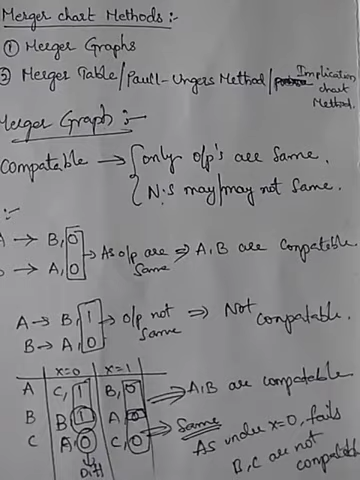 Merger chart Methods:-
① Merger Graphs
② Merger Table/Paull-Ungers Method/ Implication chart Method.
Merger Graph:-
Compatable → only o/p's are same.
N.S may/may not same.
:-
A → B, 0 → As o/p are same ⇒ A, B are compatible.
→ A, 0
A → B, 1 → o/p not same ⇒ Not compatable.
B → A, 0
x=0 x=1
A C, 1 B, 0 ⇒ A, B are compatable
B B, 1 A, 0
C A, 0 C, 0 ⇒ Same
Diff
As under x=0, fails
B, C are not compatable